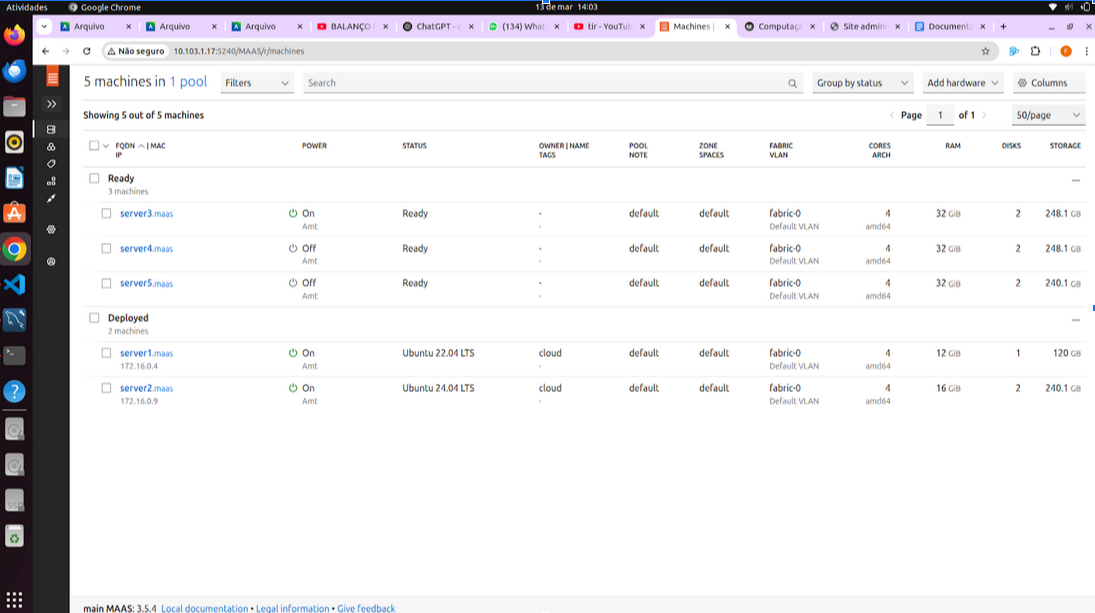 Atividades Google Chrome 13 de mar 14:03
Arquivo Arquivo Arquivo BALANÇO ChatGPT - (134) What tir - YouTu Machines Computaç Site admin Document
Não seguro 10.103.1.17:5240/MAAS/r/machines
5 machines in 1 pool Filters Search Group by status Add hardware Columns
Showing 5 out of 5 machines Page 1 of 1 50/page
FQDN | MAC POWER STATUS OWNER | NAME POOL ZONE FABRIC CORES RAM DISKS STORAGE
IP TAGS NOTE SPACES VLAN ARCH
Ready
3 machines
server3.maas On Ready - default default fabric-0 4 32 GiB 2 248.1 GB
Amt - Default VLAN amd64
server4.maas Off Ready - default default fabric-0 4 32 GiB 2 248.1 GB
Amt - Default VLAN amd64
server5.maas Off Ready - default default fabric-0 4 32 GiB 2 240.1 GB
Amt - Default VLAN amd64
Deployed
2 machines
server1.maas On Ubuntu 22.04 LTS cloud default default fabric-0 4 12 GiB 1 120 GB
172.16.0.4 Amt - Default VLAN amd64
server2.maas On Ubuntu 24.04 LTS cloud default default fabric-0 4 16 GiB 2 240.1 GB
172.16.0.9 Amt - Default VLAN amd64
main MAAS: 3.5.4 Local documentation • Legal information • Give feedback